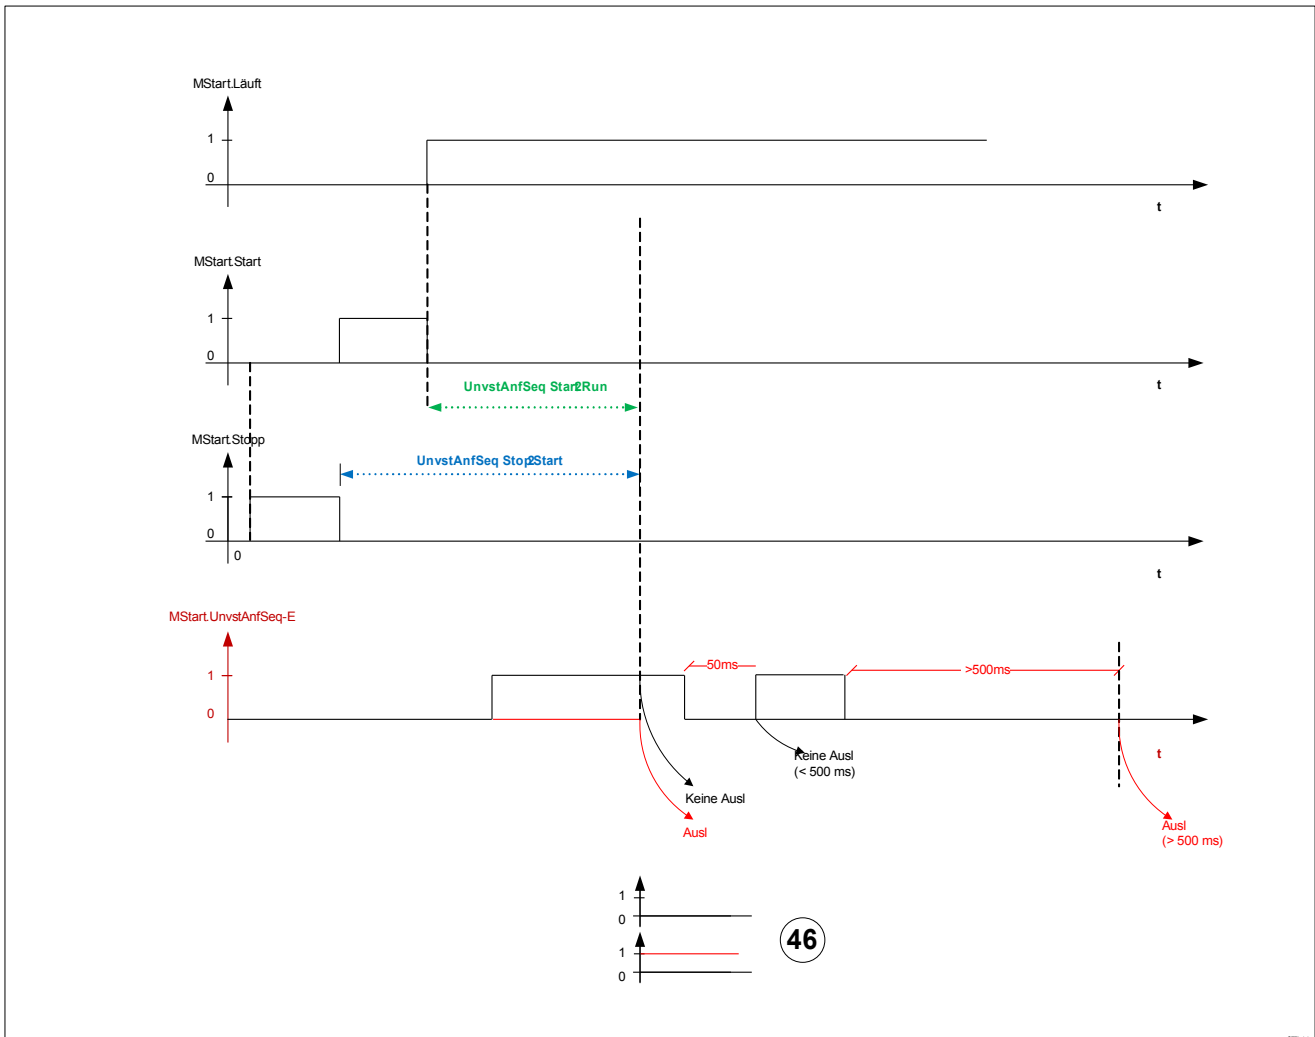 MStart.Läuft
1
0
t
MStart.Start
1
0
t
UnvstAnfSeq Start2Run
MStart.Stopp
UnvstAnfSeq Stop2Start
1
0
0
t
MStart.UnvstAnfSeq-E
50ms
>500ms
1
0
t
Keine Ausl
(< 500 ms)
Keine Ausl
Ausl
Ausl
(> 500 ms)
1
0
46
1
0